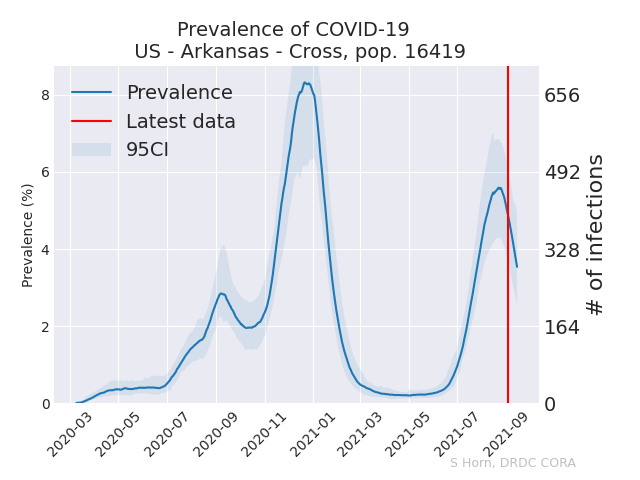 Prevalence of COVID-19
US - Arkansas - Cross, pop. 16419
Prevalence
Latest data
95CI
Prevalence (%)
8
6
4
2
0
656
492
328
164
0
# of infections
2020-03
2020-05
2020-07
2020-09
2020-11
2021-01
2021-03
2021-05
2021-07
2021-09
S Horn, DRDC CORA